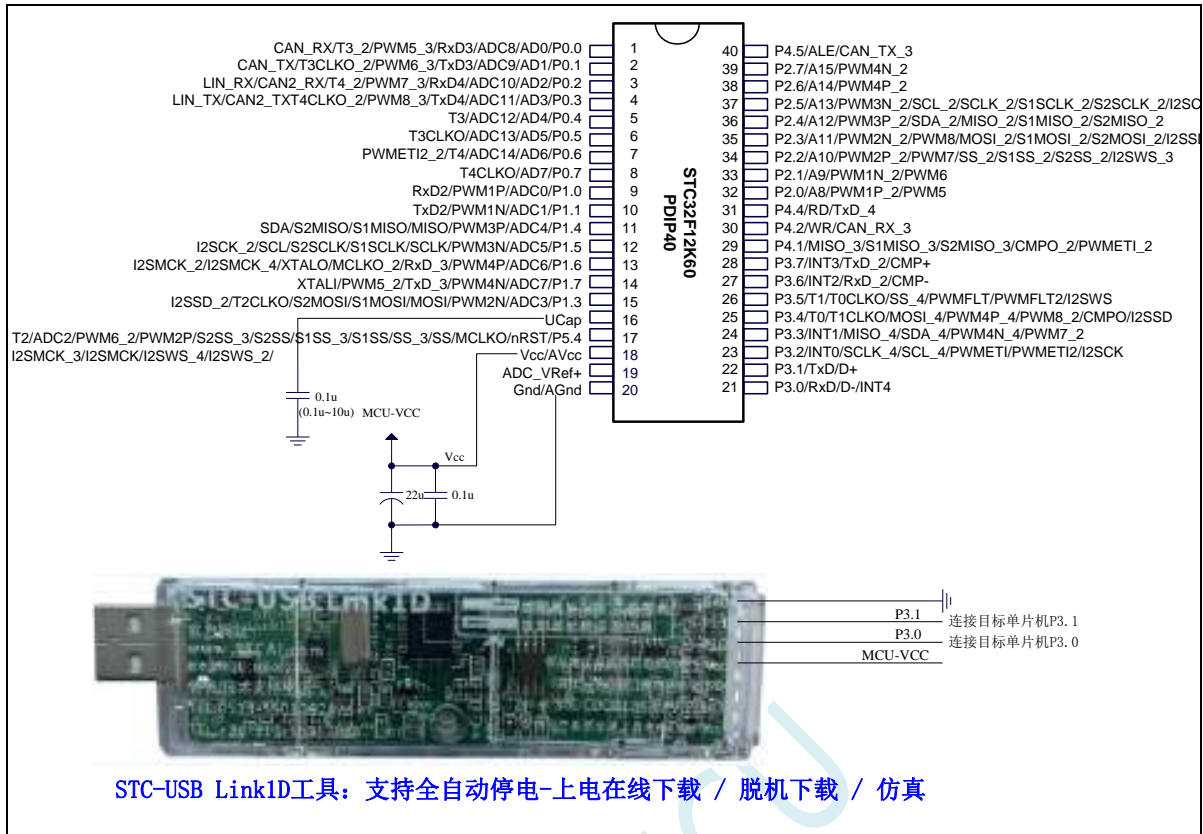 CAN_RX/T3_2/PWM5_3/RxD3/ADC8/AD0/P0.0
CAN_TX/T3CLKO_2/PWM6_3/TxD3/ADC9/AD1/P0.1
LIN_RX/CAN2_RX/T4_2/PWM7_3/RxD4/ADC10/AD2/P0.2
LIN_TX/CAN2_TXT4CLKO_2/PWM8_3/TxD4/ADC11/AD3/P0.3
T3/ADC12/AD4/P0.4
T3CLKO/ADC13/AD5/P0.5
PWMETI2_2/T4/ADC14/AD6/P0.6
T4CLKO/AD7/P0.7
RxD2/PWM1P/ADC0/P1.0
TxD2/PWM1N/ADC1/P1.1
SDA/S2MISO/S1MISO/MISO/PWM3P/ADC4/P1.4
I2SCK_2/SCL/S2SCLK/S1SCLK/SCLK/PWM3N/ADC5/P1.5
I2SMCK_2/I2SMCK_4/XTALO/MCLKO_2/RxD_3/PWM4P/ADC6/P1.6
XTALI/PWM5_2/TxD_3/PWM4N/ADC7/P1.7
I2SSD_2/T2CLKO/S2MOSI/S1MOSI/MOSI/PWM2N/ADC3/P1.3
UCap
T2/ADC2/PWM6_2/PWM2P/S2SS_3/S2SS/S1SS_3/S1SS/SS_3/SS/MCLKO/nRST/P5.4
I2SMCK_3/I2SMCK/I2SWS_4/I2SWS_2/
Vcc/AVcc
ADC_VRef+
Gnd/AGnd
1
2
3
4
5
6
7
8
9
10
11
12
13
14
15
16
17
18
19
20
STC32F12K60
PDIP40
40
39
38
37
36
35
34
33
32
31
30
29
28
27
26
25
24
23
22
21
P4.5/ALE/CAN_TX_3
P2.7/A15/PWM4N_2
P2.6/A14/PWM4P_2
P2.5/A13/PWM3N_2/SCL_2/SCLK_2/S1SCLK_2/S2SCLK_2/I2SC
P2.4/A12/PWM3P_2/SDA_2/MISO_2/S1MISO_2/S2MISO_2
P2.3/A11/PWM2N_2/PWM8/MOSI_2/S1MOSI_2/S2MOSI_2/I2SSI
P2.2/A10/PWM2P_2/PWM7/SS_2/S1SS_2/S2SS_2/I2SWS_3
P2.1/A9/PWM1N_2/PWM6
P2.0/A8/PWM1P_2/PWM5
P4.4/RD/TxD_4
P4.2/WR/CAN_RX_3
P4.1/MISO_3/S1MISO_3/S2MISO_3/CMPO_2/PWMETI_2
P3.7/INT3/TxD_2/CMP+
P3.6/INT2/RxD_2/CMP-
P3.5/T1/T0CLKO/SS_4/PWMFLT/PWMFLT2/I2SWS
P3.4/T0/T1CLKO/MOSI_4/PWM4P_4/PWM8_2/CMPO/I2SSD
P3.3/INT1/MISO_4/SDA_4/PWM4N_4/PWM7_2
P3.2/INT0/SCLK_4/SCL_4/PWMETI/PWMETI2/I2SCK
P3.1/TxD/D+
P3.0/RxD/D-/INT4
0.1u
(0.1u~10u)
MCU-VCC
Vcc
22u
0.1u
STC-USB Link1D
P3.1
连接目标单片机P3.1
P3.0
连接目标单片机P3.0
MCU-VCC
STC-USB Link1D工具：支持全自动停电-上电在线下载 / 脱机下载 / 仿真